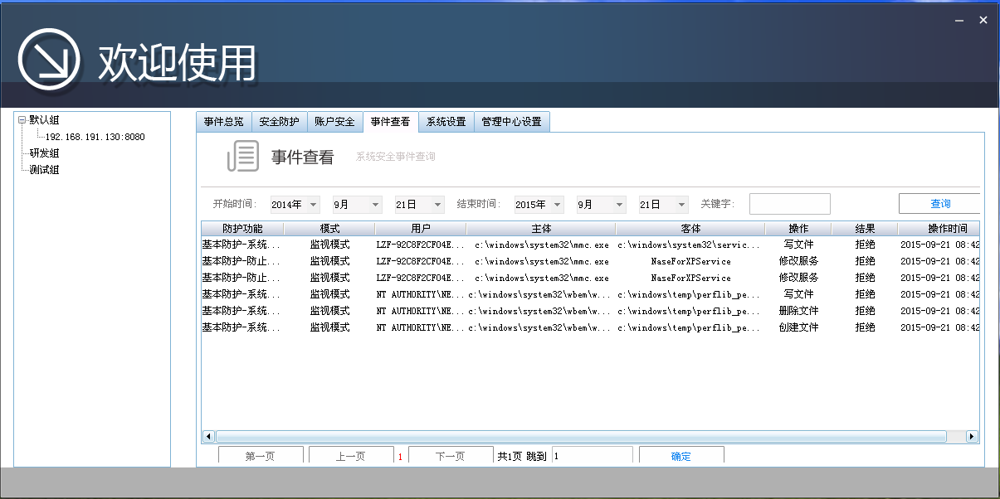 欢迎使用
默认组
192.168.191.130:8080
研发组
测试组
事件总览 安全防护 账户安全 事件查看 系统设置 管理中心设置
事件查看 系统安全事件查询
开始时间: 2014年 9月 21日 结束时间: 2015年 9月 21日 关键字: 查询
防护功能 模式 用户 主体 客体 操作 结果 操作时间
基本防护-系统... 监视模式 LZF-92C8F2CF04E... c:\windows\system32\mmc.exe c:\windows\system32\servic... 写文件 拒绝 2015-09-21 08:42
基本防护-防止... 监视模式 LZF-92C8F2CF04E... c:\windows\system32\mmc.exe NaseForXPService 修改服务 拒绝 2015-09-21 08:42
基本防护-防止... 监视模式 LZF-92C8F2CF04E... c:\windows\system32\mmc.exe NaseForXPService 修改服务 拒绝 2015-09-21 08:42
基本防护-系统... 监视模式 NT AUTHORITY\NE... c:\windows\system32\wbem\w... c:\windows\temp\perflib_pe... 写文件 拒绝 2015-09-21 08:42
基本防护-系统... 监视模式 NT AUTHORITY\NE... c:\windows\system32\wbem\w... c:\windows\temp\perflib_pe... 删除文件 拒绝 2015-09-21 08:42
基本防护-系统... 监视模式 NT AUTHORITY\NE... c:\windows\system32\wbem\w... c:\windows\temp\perflib_pe... 创建文件 拒绝 2015-09-21 08:42
第一页 上一页 1 下一页 共1页 跳到 1 确定